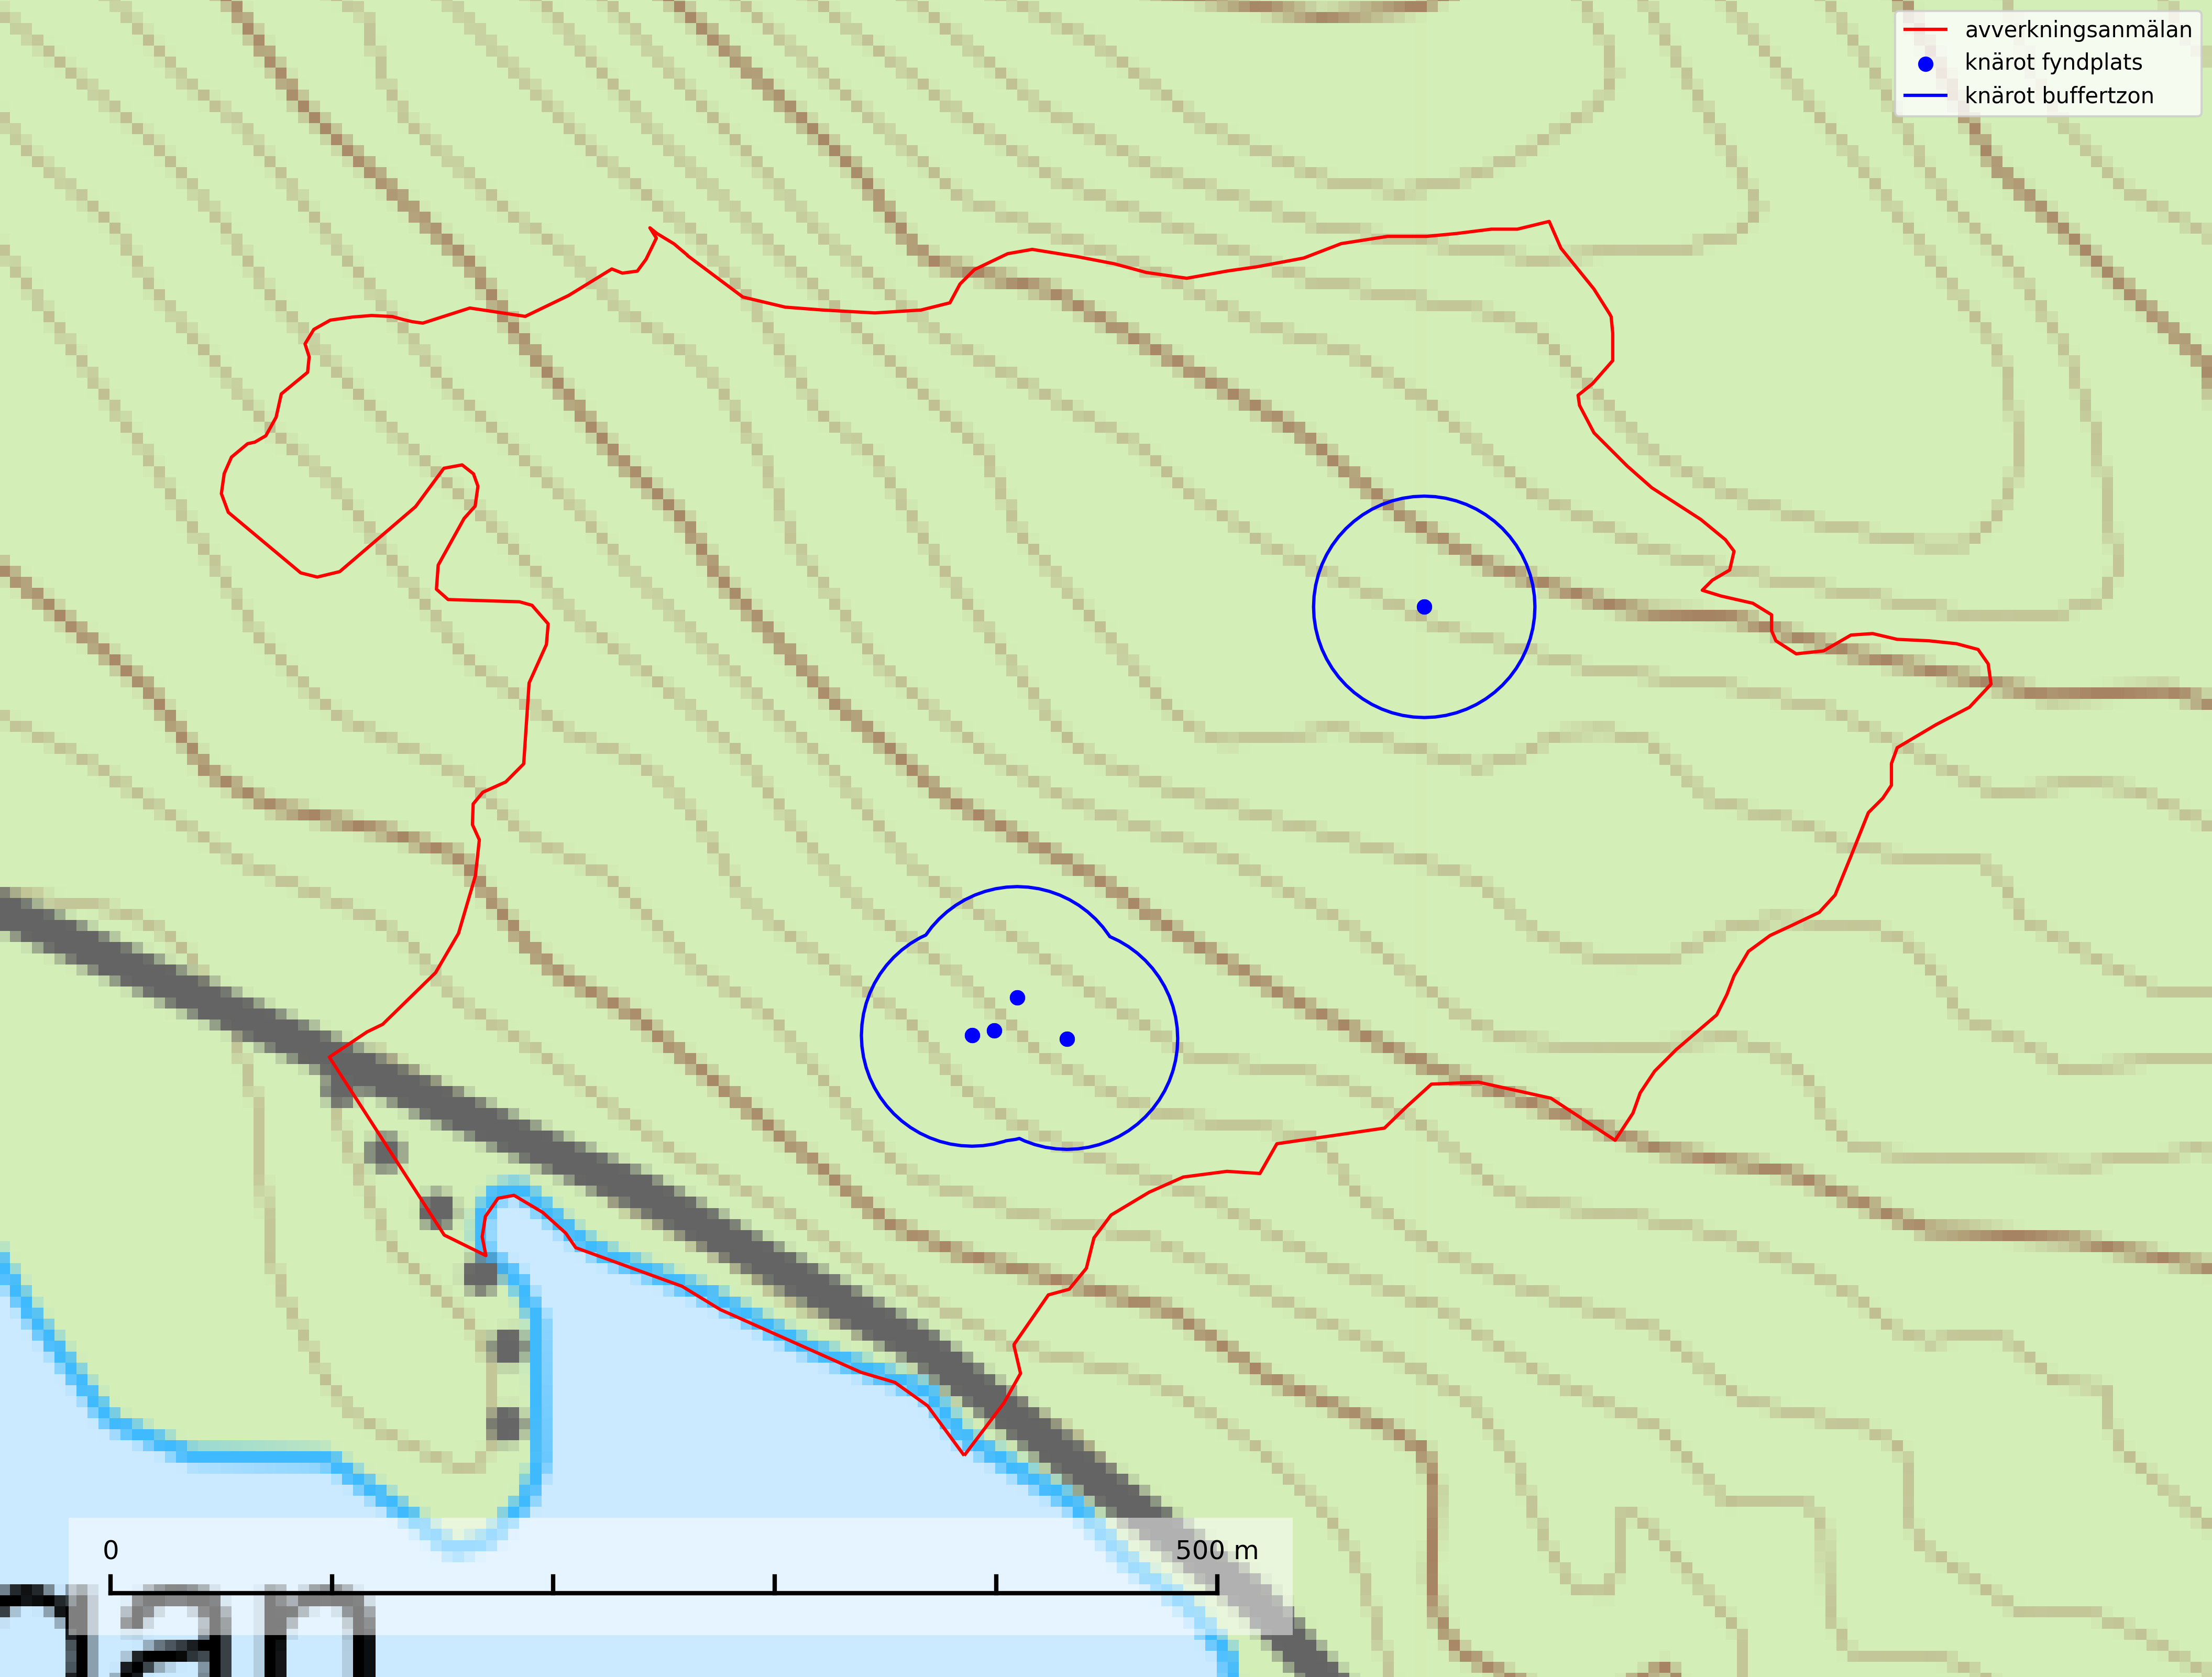 avverkningsanmälan
knärot fyndplats
knärot buffertzon
0
500 m